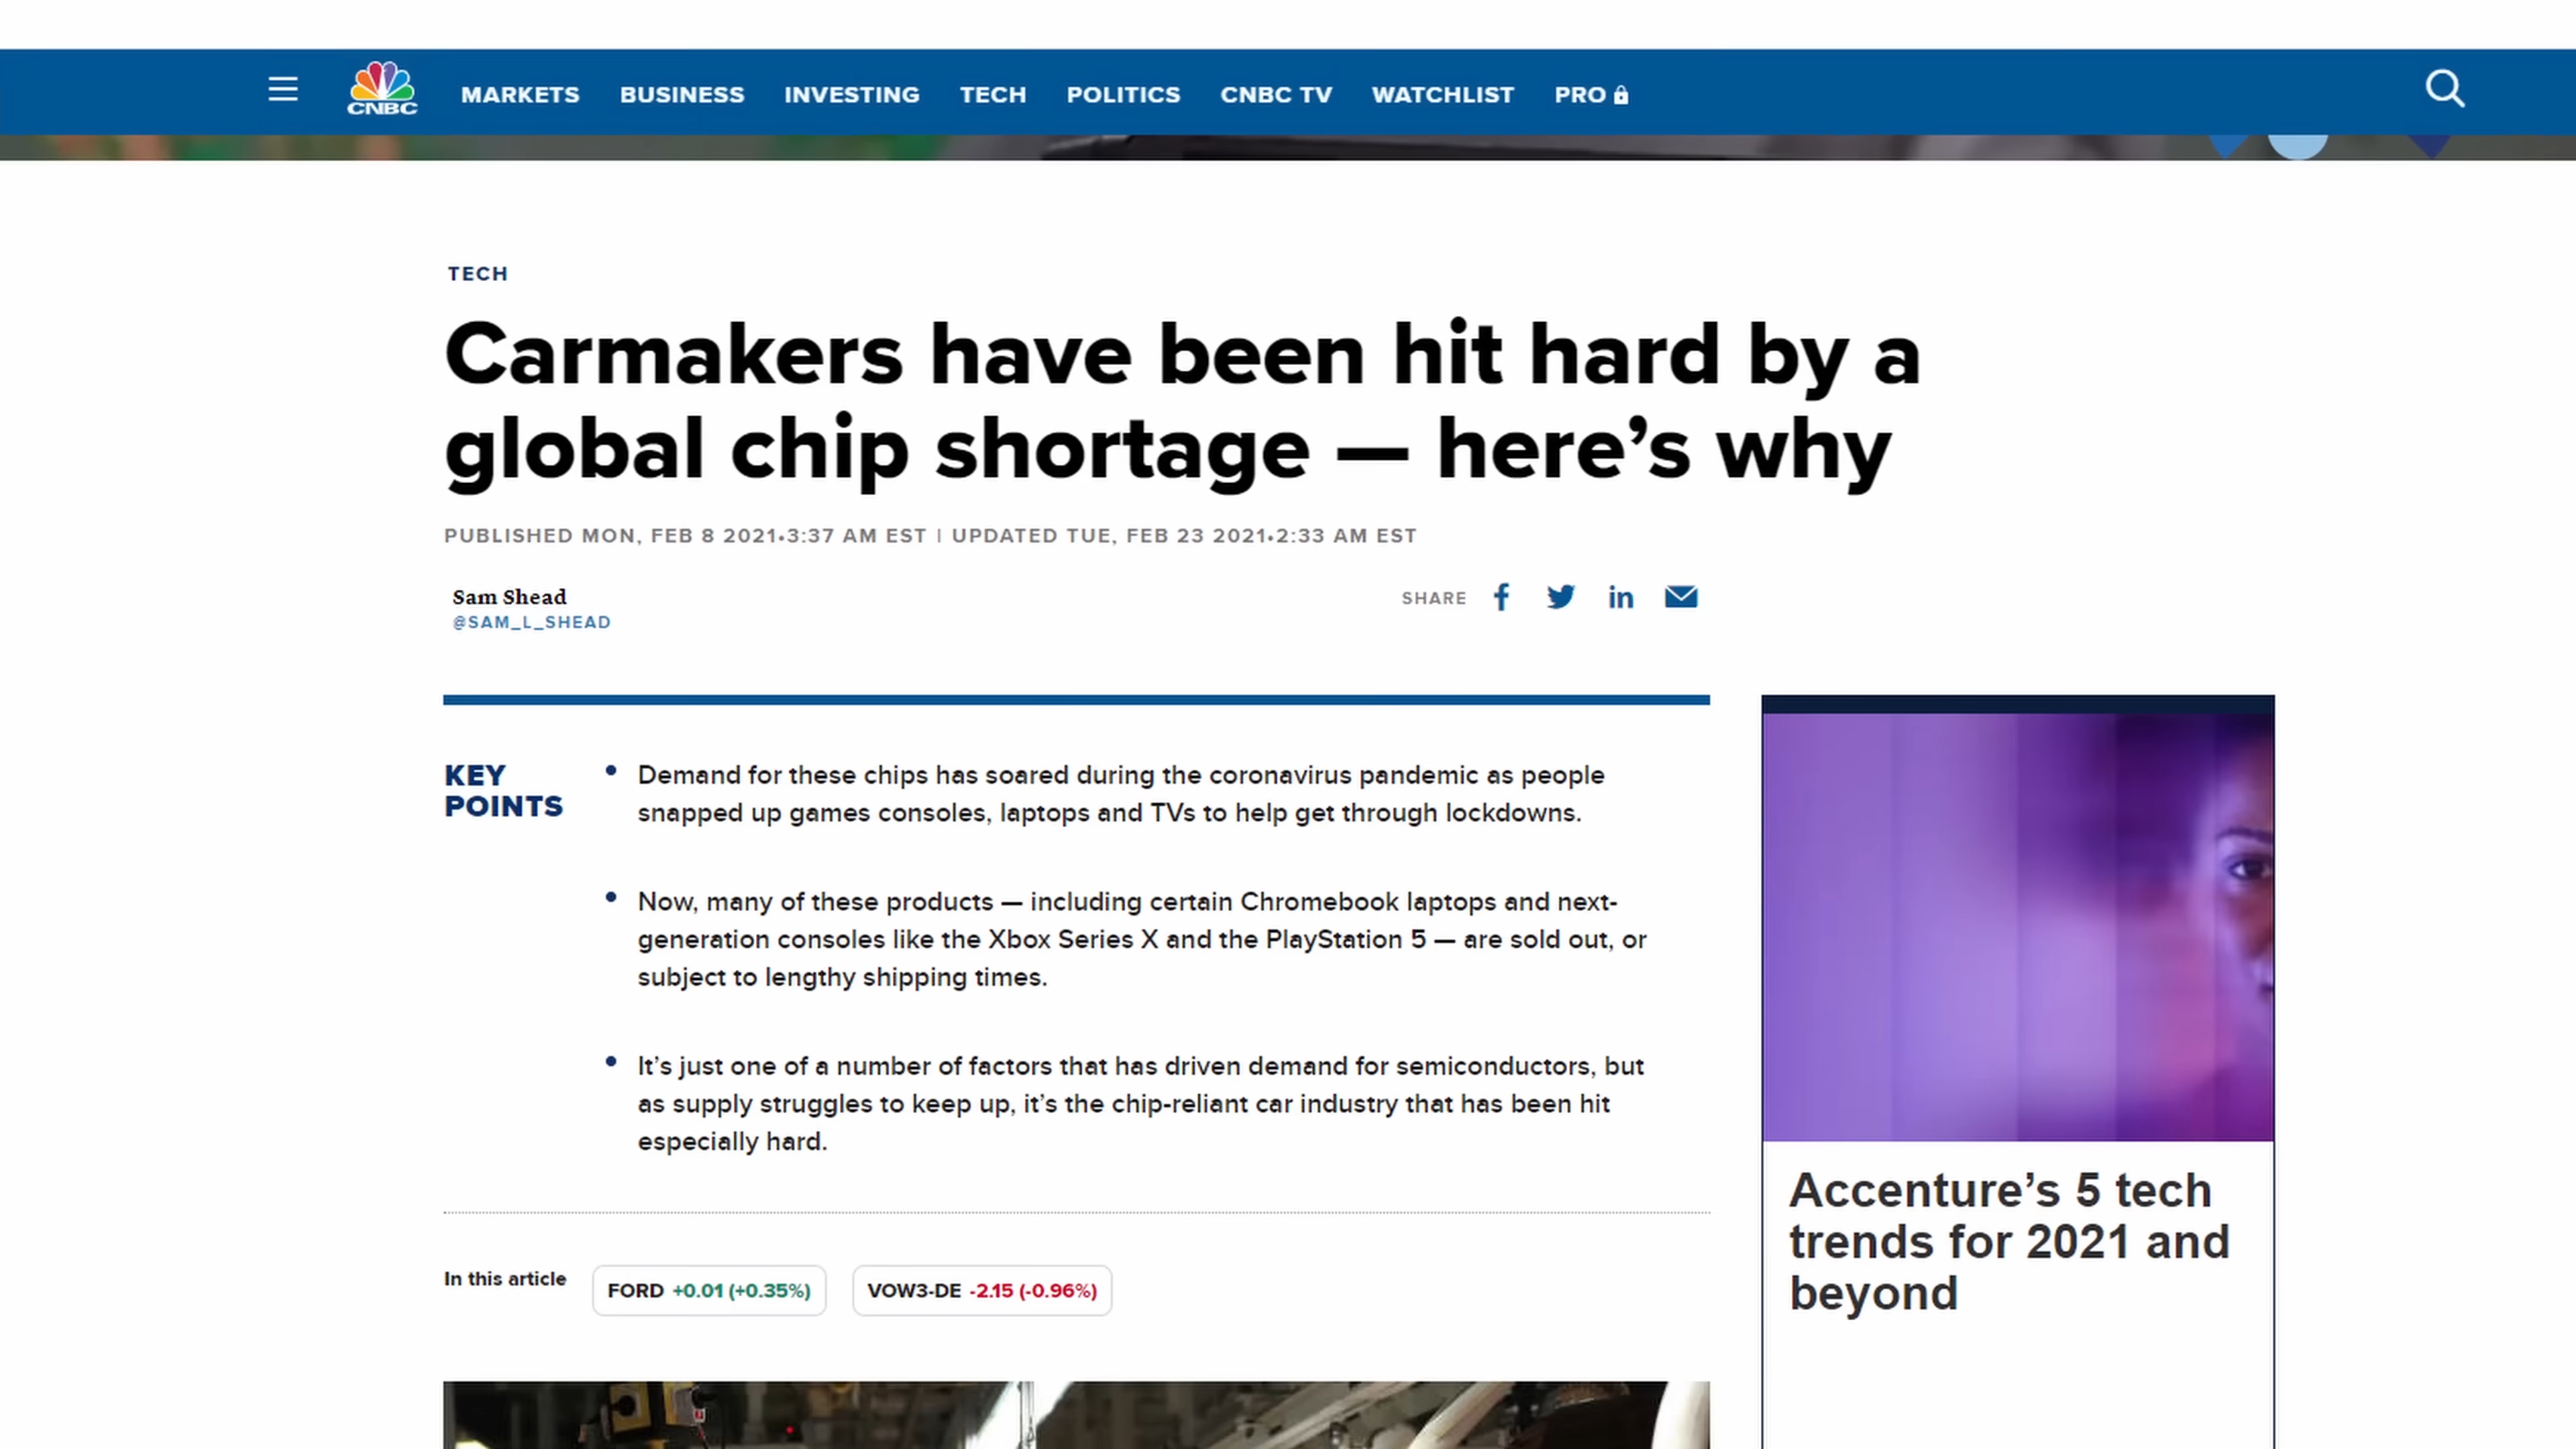 CNBC
MARKETS BUSINESS INVESTING TECH POLITICS CNBC TV WATCHLIST PRO
TECH
Carmakers have been hit hard by a
global chip shortage — here’s why
PUBLISHED MON, FEB 8 2021•3:37 AM EST | UPDATED TUE, FEB 23 2021•2:33 AM EST
Sam Shead
@SAM_L_SHEAD
SHARE
KEY
POINTS
• Demand for these chips has soared during the coronavirus pandemic as people
snapped up games consoles, laptops and TVs to help get through lockdowns.
• Now, many of these products — including certain Chromebook laptops and next-
generation consoles like the Xbox Series X and the PlayStation 5 — are sold out, or
subject to lengthy shipping times.
• It’s just one of a number of factors that has driven demand for semiconductors, but
as supply struggles to keep up, it’s the chip-reliant car industry that has been hit
especially hard.
In this article FORD +0.01 (+0.35%) VOW3-DE -2.15 (-0.96%)
Accenture’s 5 tech
trends for 2021 and
beyond